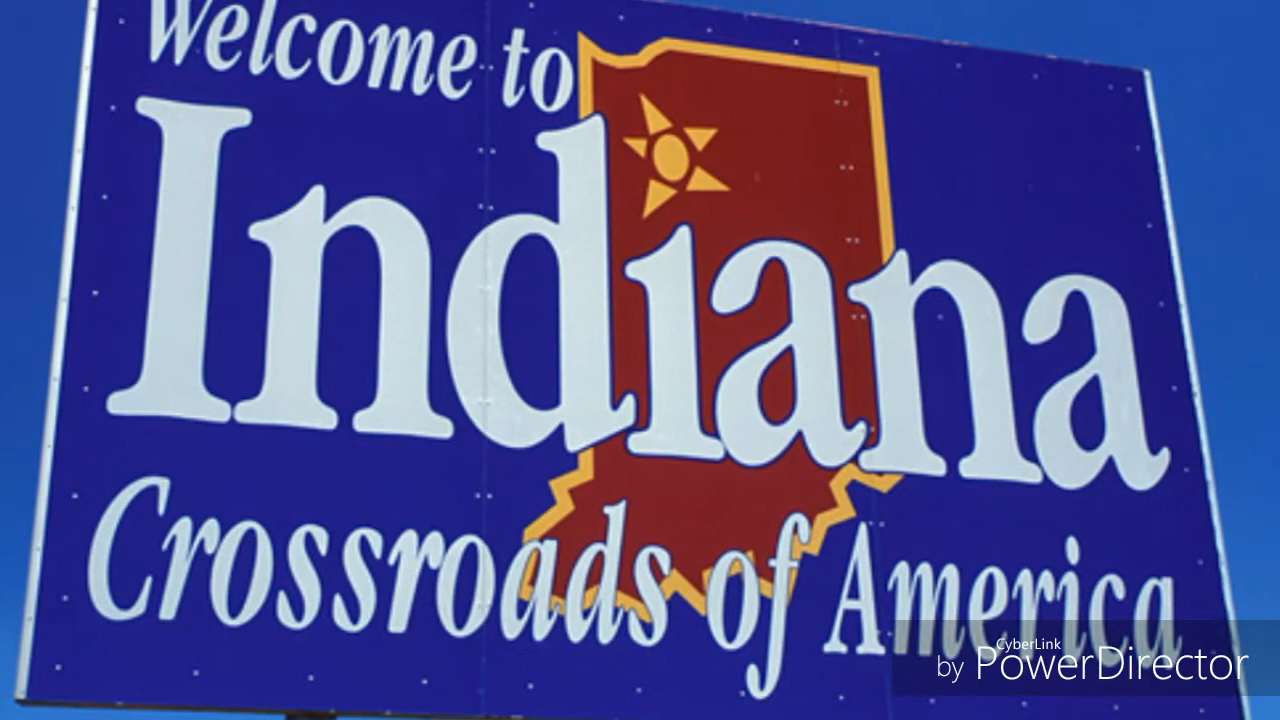 Welcome to
Indiana
Crossroads of America
CyberLink
by PowerDirector